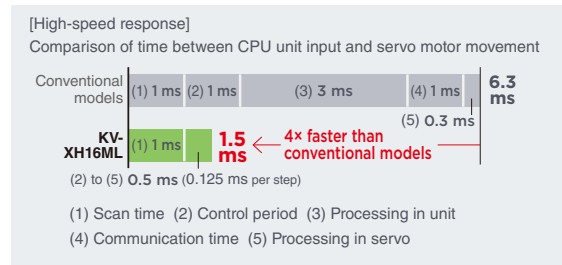 [High-speed response]
Comparison of time between CPU unit input and servo motor movement
Conventional models
(1) 1 ms (2) 1 ms (3) 3 ms (4) 1 ms
6.3 ms
(5) 0.3 ms
KV-XH16ML
(1) 1 ms
1.5 ms
4× faster than
conventional models
(2) to (5) 0.5 ms (0.125 ms per step)
(1) Scan time (2) Control period (3) Processing in unit
(4) Communication time (5) Processing in servo